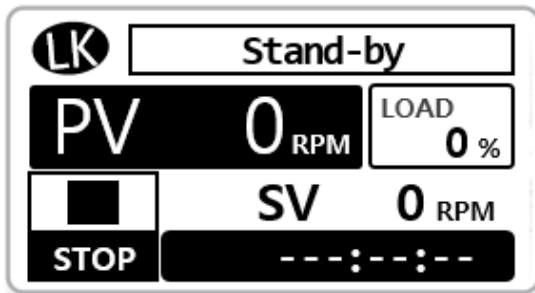 LK Stand-by
PV 0 RPM
LOAD
0 %
SV 0 RPM
STOP ---:--:--